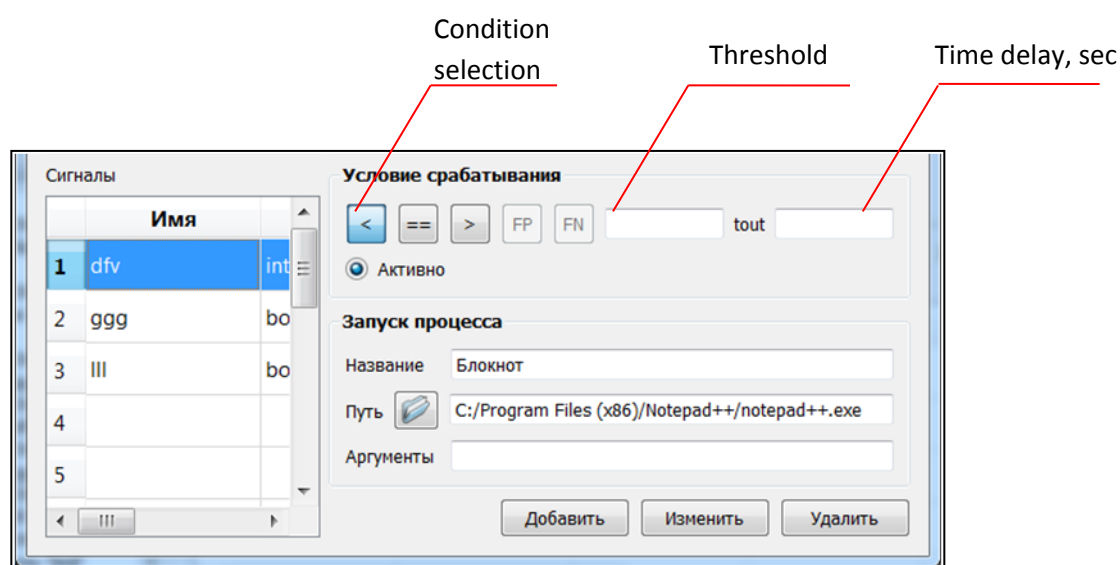 Condition
selection
Threshold
Time delay, sec
Сигналы
Имя
1 dfv int
2 ggg bo
3 lll bo
4
5
Условие срабатывания
< == > FP FN tout
Активно
Запуск процесса
Название Блокнот
Путь C:/Program Files (x86)/Notepad++/notepad++.exe
Аргументы
Добавить Изменить Удалить